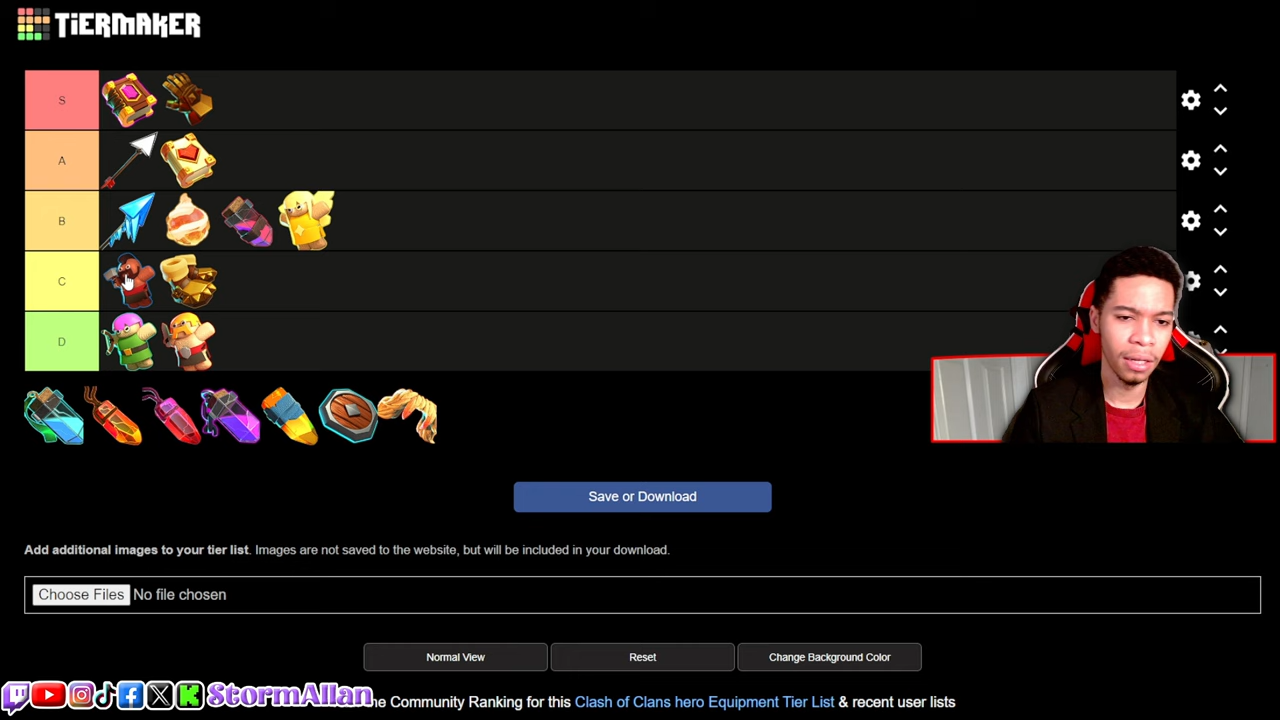 TiERMAKER
S
A
B
C
D
Save or Download
Add additional images to your tier list. Images are not saved to the website, but will be included in your download.
Choose Files No file chosen
Normal View Reset Change Background Color
StormAllan he Community Ranking for this Clash of Clans hero Equipment Tier List & recent user lists